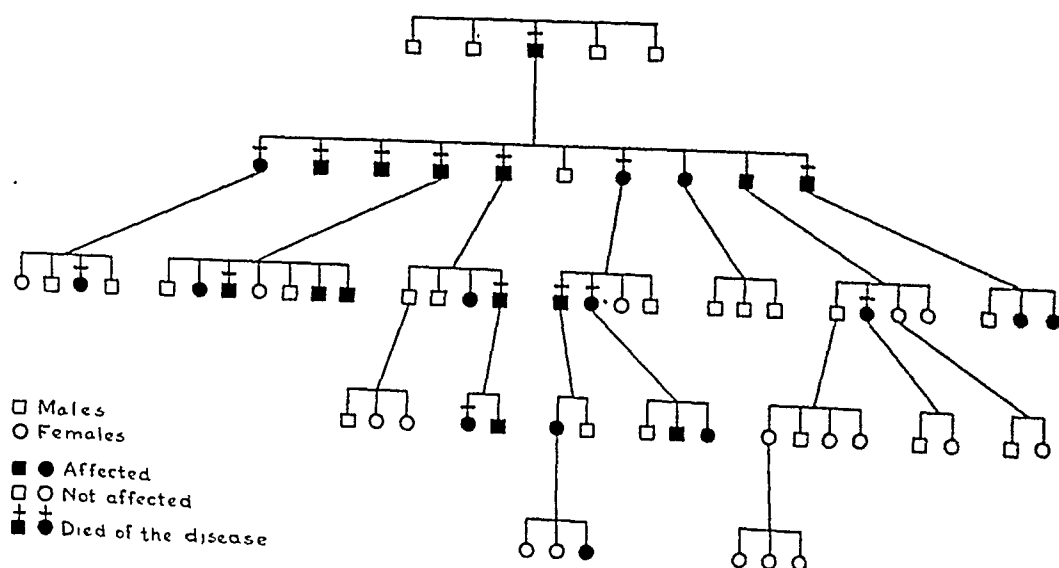 Males
Females
Affected
Not affected
Died of the disease